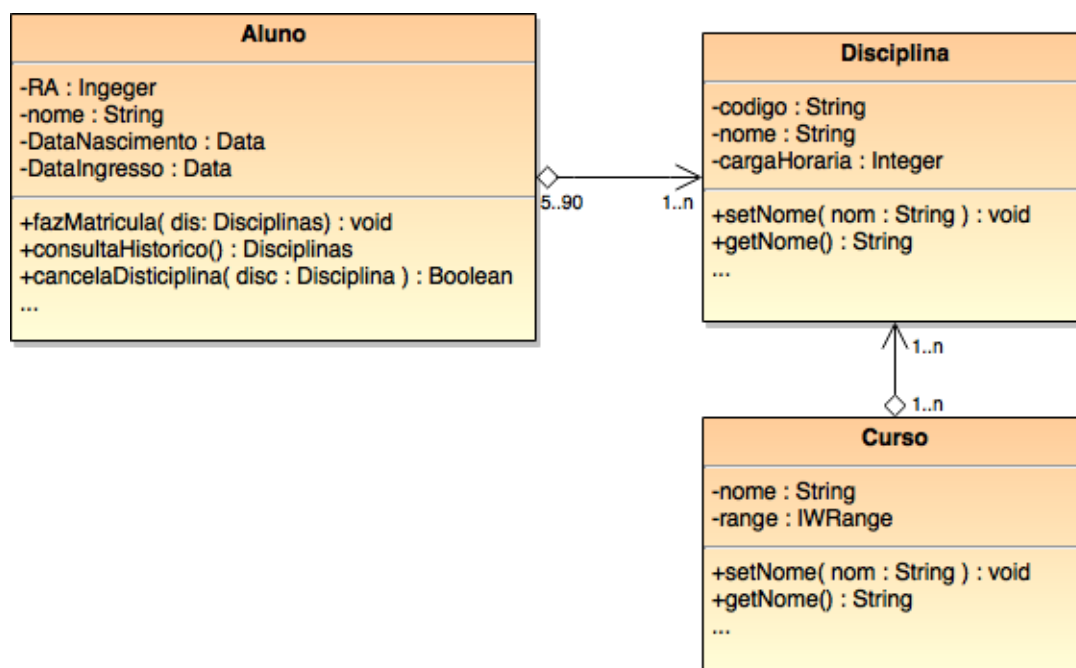 Aluno
-RA : Ingeger
-nome : String
-DataNascimento : Data
-DataIngresso : Data
+fazMatricula( dis: Disciplinas) : void
+consultaHistorico() : Disciplinas
+cancelaDisticiplina( disc : Disciplina ) : Boolean
...
5..90
1..n
Disciplina
-codigo : String
-nome : String
-cargaHoraria : Integer
+setNome( nom : String ) : void
+getNome() : String
...
1..n
1..n
Curso
-nome : String
-range : IWRange
+setNome( nom : String ) : void
+getNome() : String
...